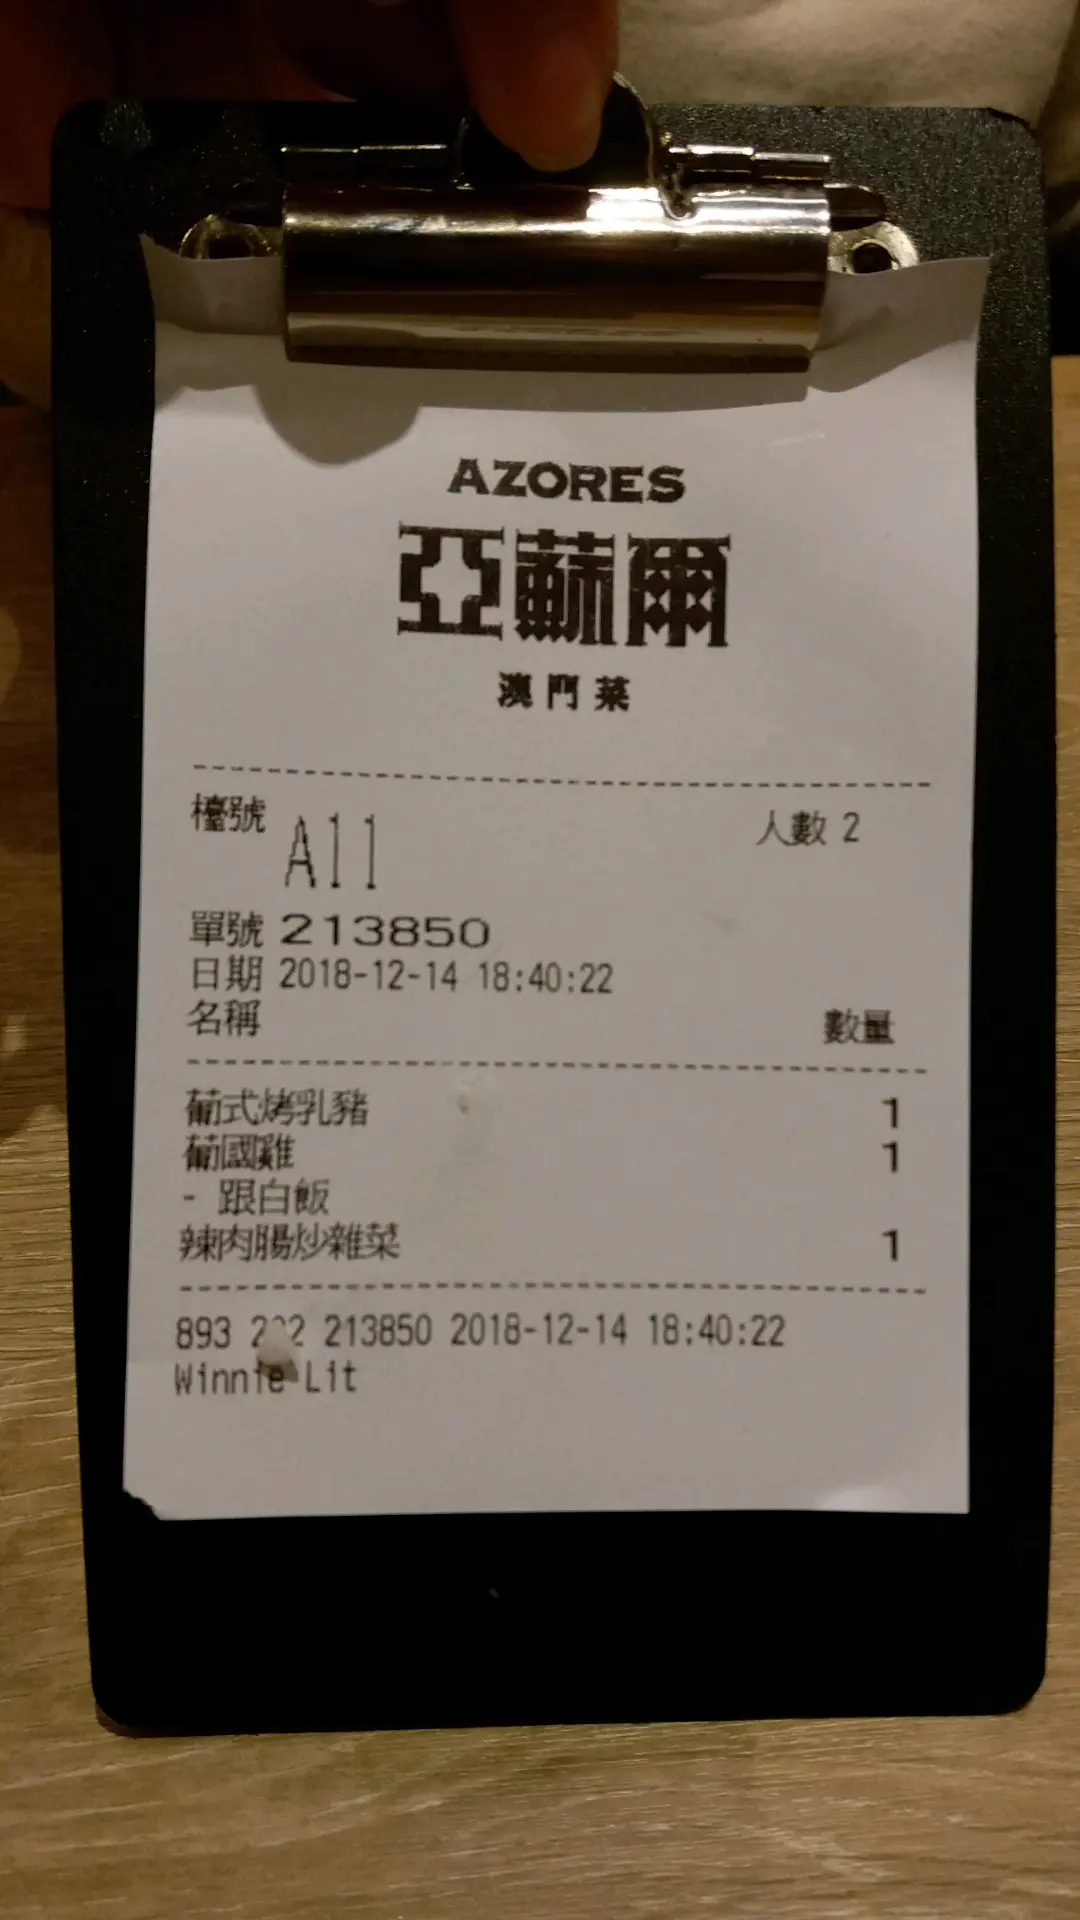 AZORES
亞蘇爾
澳門菜
檯號 A11 人數 2
單號 213850
日期 2018-12-14 18:40:22
名稱 數量
葡式烤乳豬 1
葡國雞 1
- 跟白飯
辣肉腸炒雜菜 1
893 213850 2018-12-14 18:40:22
Winnie Lit